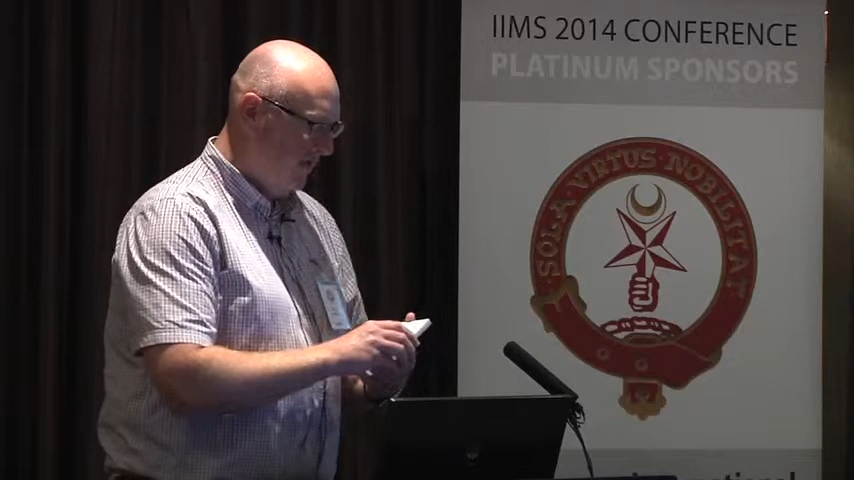 IIMS 2014 CONFERENCE
PLATINUM SPONSORS
SOLA · VIRTUS · NOBILITAT